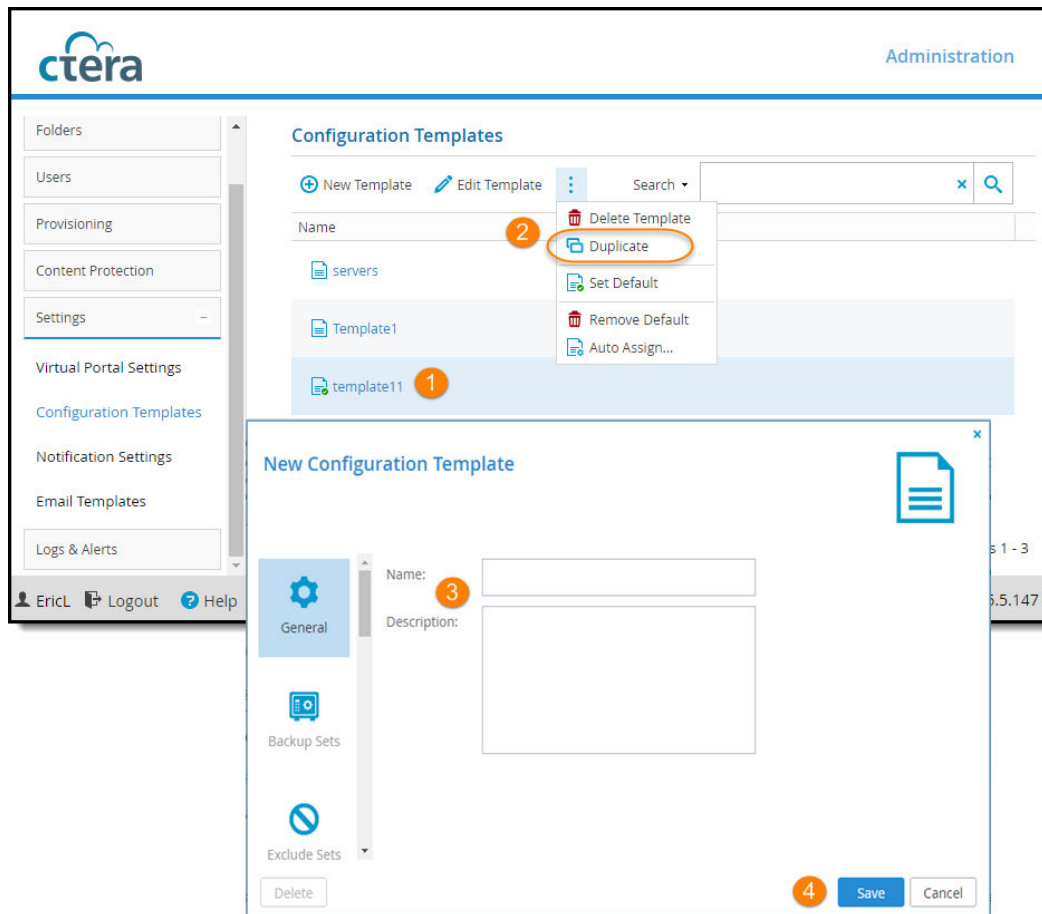 ctera
Administration
Folders
Users
Provisioning
Content Protection
Settings
Virtual Portal Settings
Configuration Templates
Notification Settings
Email Templates
Logs & Alerts
Configuration Templates
New Template Edit Template Search
Name
servers
Template1
template11 1
Delete Template
2 Duplicate
Set Default
Remove Default
Auto Assign...
s 1 - 3
EricL Logout Help
5.5.147
New Configuration Template
General
Backup Sets
Exclude Sets
Name:
3
Description:
Delete
4 Save Cancel